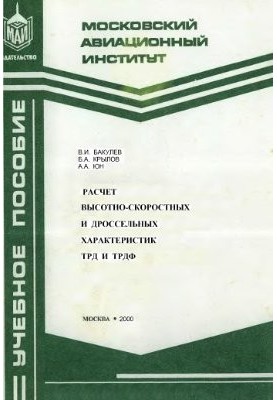 МАИ
ИЗДАТЕЛЬСТВО
МОСКОВСКИЙ
АВИАЦИОННЫЙ
ИНСТИТУТ
УЧЕБНОЕ ПОСОБИЕ
В.И. БАКУЛЕВ
Б.А. КРЫЛОВ
А.А. ЮН
РАСЧЕТ
ВЫСОТНО-СКОРОСТНЫХ
И ДРОССЕЛЬНЫХ
ХАРАКТЕРИСТИК
ТРД И ТРДФ
МОСКВА • 2000